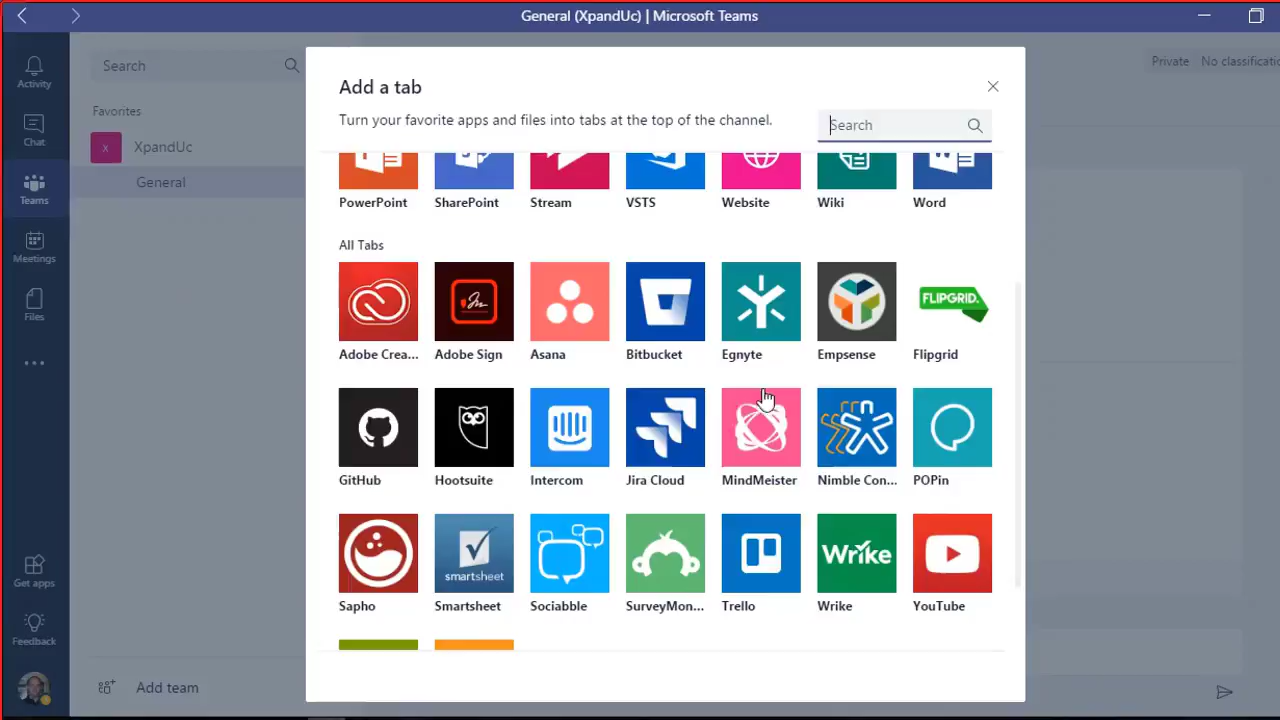 General (XpandUc) | Microsoft Teams
Search
Private No classificatio
Activity
Chat
Teams
Meetings
Files
Get apps
Feedback
Favorites
X XpandUc
General
Add team
Add a tab
Turn your favorite apps and files into tabs at the top of the channel.
Search
PowerPoint SharePoint Stream VSTS Website Wiki Word
All Tabs
FLIPGRID.
Adobe Crea... Adobe Sign Asana Bitbucket Egnyte Empsense Flipgrid
GitHub Hootsuite Intercom Jira Cloud MindMeister Nimble Con... POPin
smartsheet Wrike
Sapho Smartsheet Sociabble SurveyMon... Trello Wrike YouTube